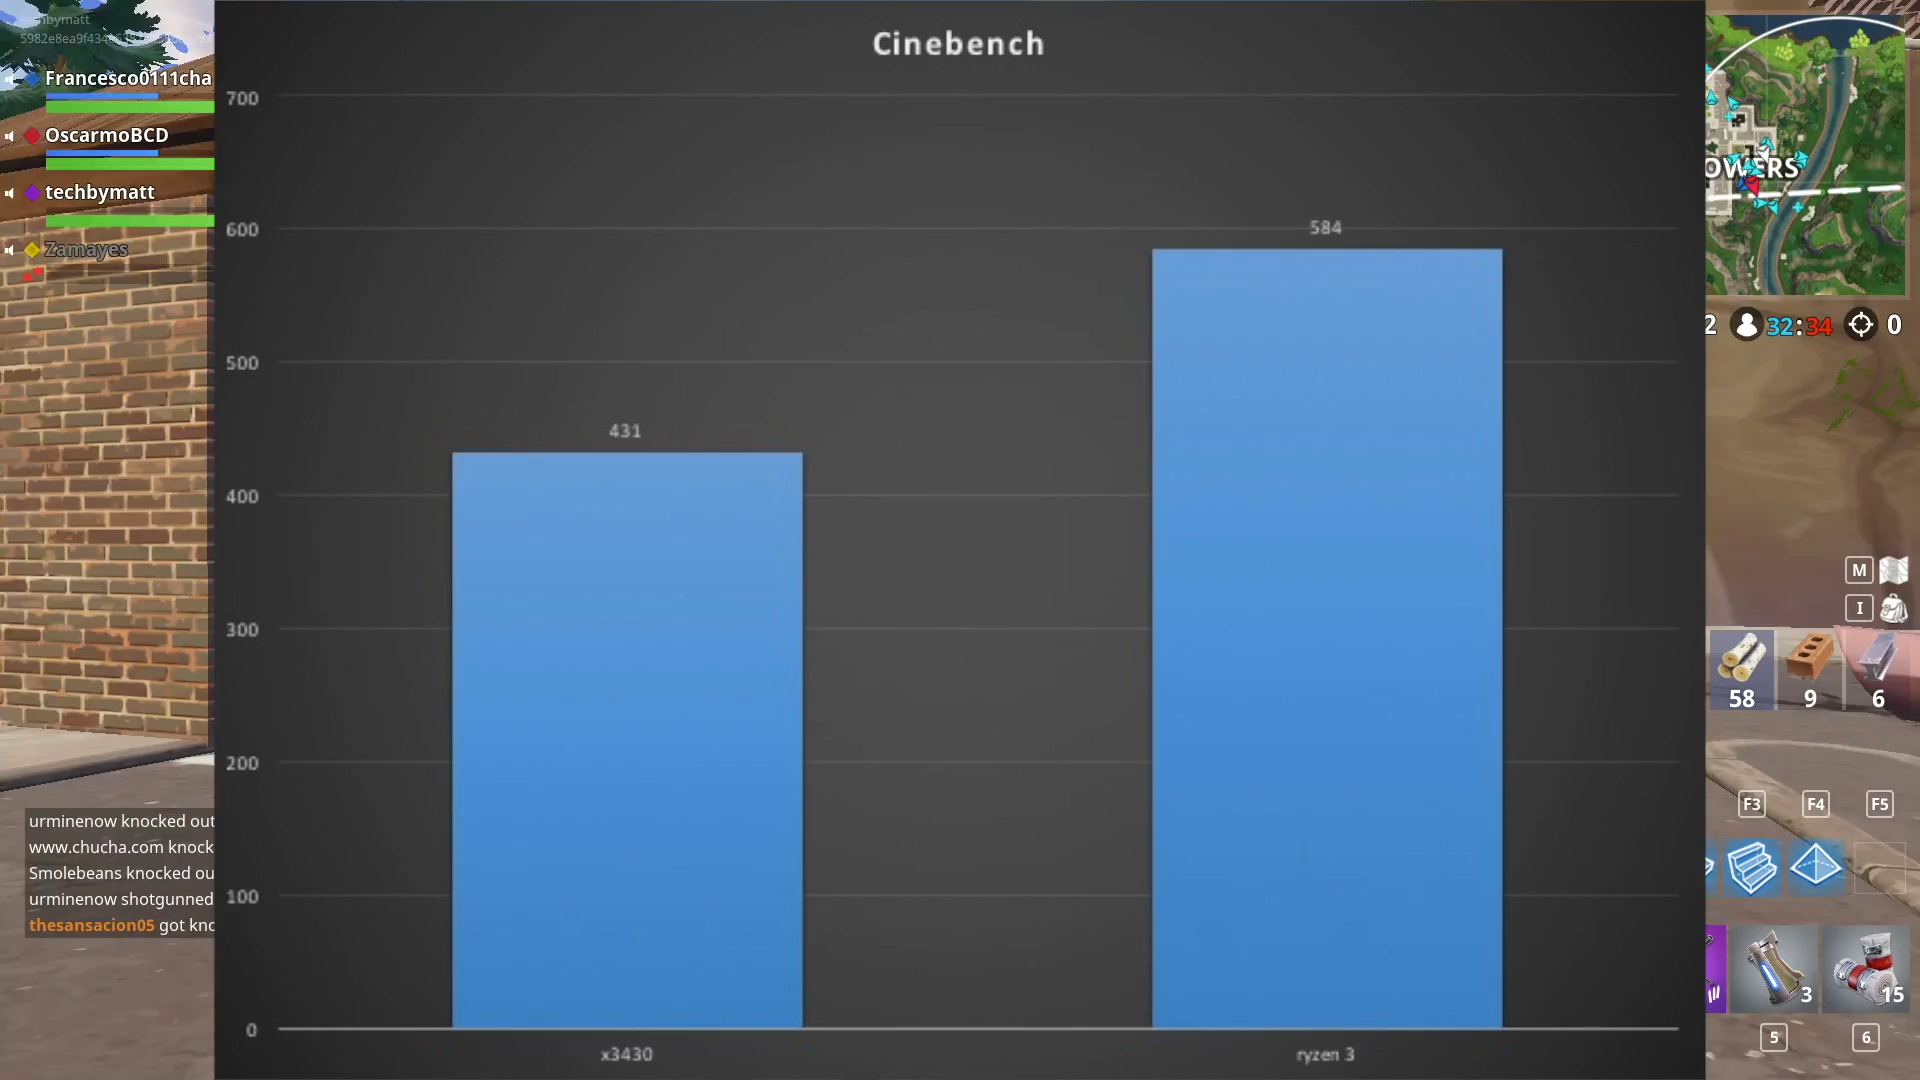 techbymatt
Francesco0111cha
OscarmoBCD
techbymatt
Zamayes
Cinebench
700
600
500
400
300
200
100
0
431
584
x3430
ryzen 3
urminenow knocked out
www.chucha.com knock
Smolebeans knocked ou
urminenow shotgunned
thesansacion05 got kno
OWERS
2
32:34
0
M
I
58
9
6
F3
F4
F5
3
15
5
6